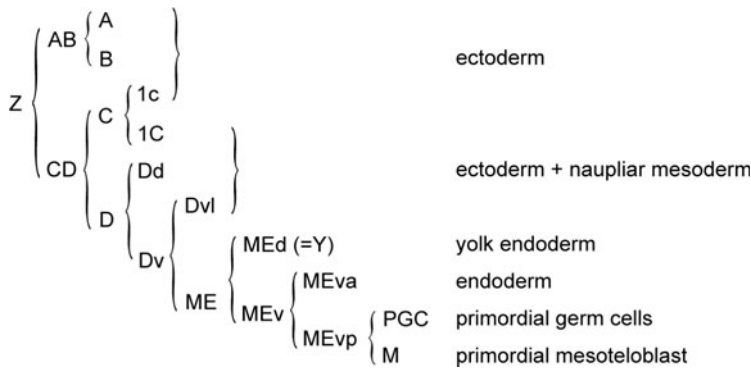 A
AB
B
ectoderm
1c
Z
C
1C
CD
Dd
ectoderm + naupliar mesoderm
D
Dvl
Dv
MEd (=Y) yolk endoderm
MEva endoderm
ME
MEv
PGC primordial germ cells
MEvp
M primordial mesoteloblast